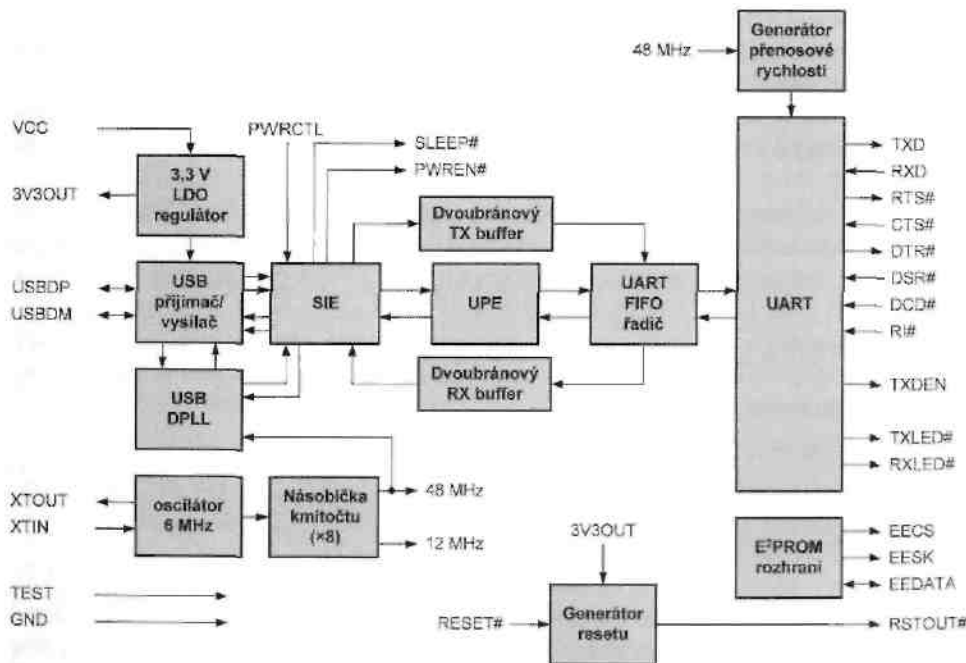 Generátor
přenosové
rychlosti
48 MHz
VCC
PWRCTL
SLEEP#
PWREN#
3V3OUT
3,3 V
LDO
regulátor
Dvoubránový
TX buffer
USBDP
USBDM
USB
přijímač/
vysílač
SIE
UPE
UART
FIFO
řadič
UART
TXD
RXD
RTS#
CTS#
DTR#
DSR#
DCD#
RI#
TXDEN
TXLED#
RXLED#
USB
DPLL
Dvoubránový
RX buffer
XTOUT
XTIN
oscilátor
6 MHz
Násobička
kmitočtu
(×8)
48 MHz
12 MHz
3V3OUT
E²PROM
rozhraní
EECS
EESK
EEDATA
TEST
GND
RESET#
Generátor
resetu
RSTOUT#